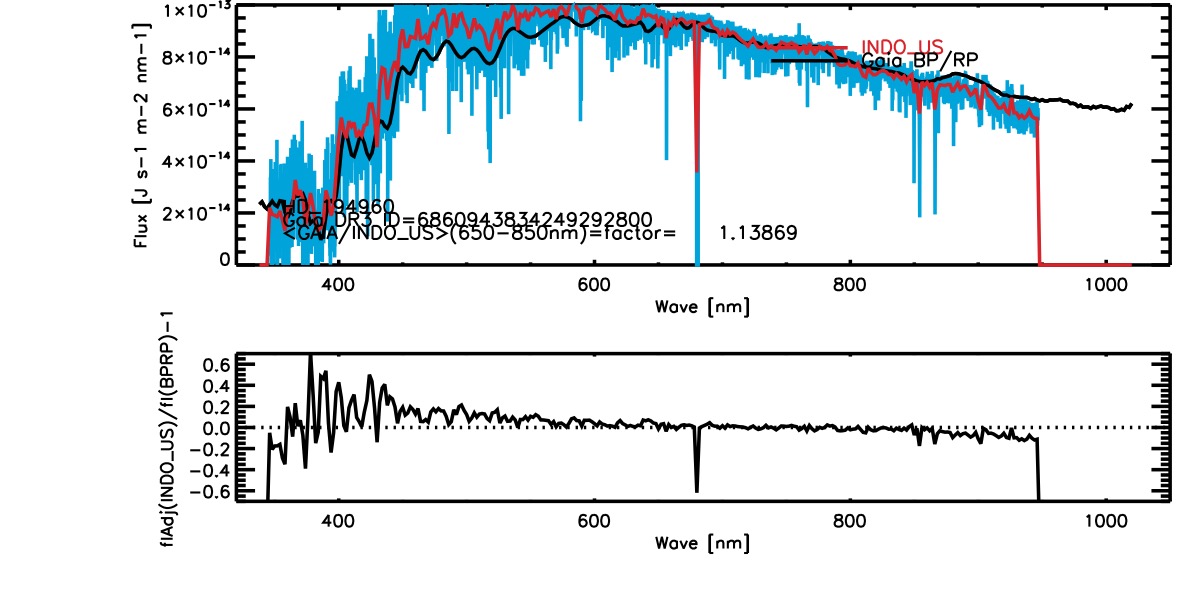 1×10⁻¹³
8×10⁻¹⁴
6×10⁻¹⁴
4×10⁻¹⁴
2×10⁻¹⁴
0
Flux [J s−1 m−2 nm−1]
INDO_US
Gaia BP/RP
HD_194960
Gaia DR3 ID=6860943834249292800
<GAIA/INDO_US>(650−850nm)=factor= 1.13869
400 600 800 1000
Wave [nm]
flAdj(INDO_US)/fl(BPRP)−1
0.6
0.4
0.2
0.0
−0.2
−0.4
−0.6
400 600 800 1000
Wave [nm]